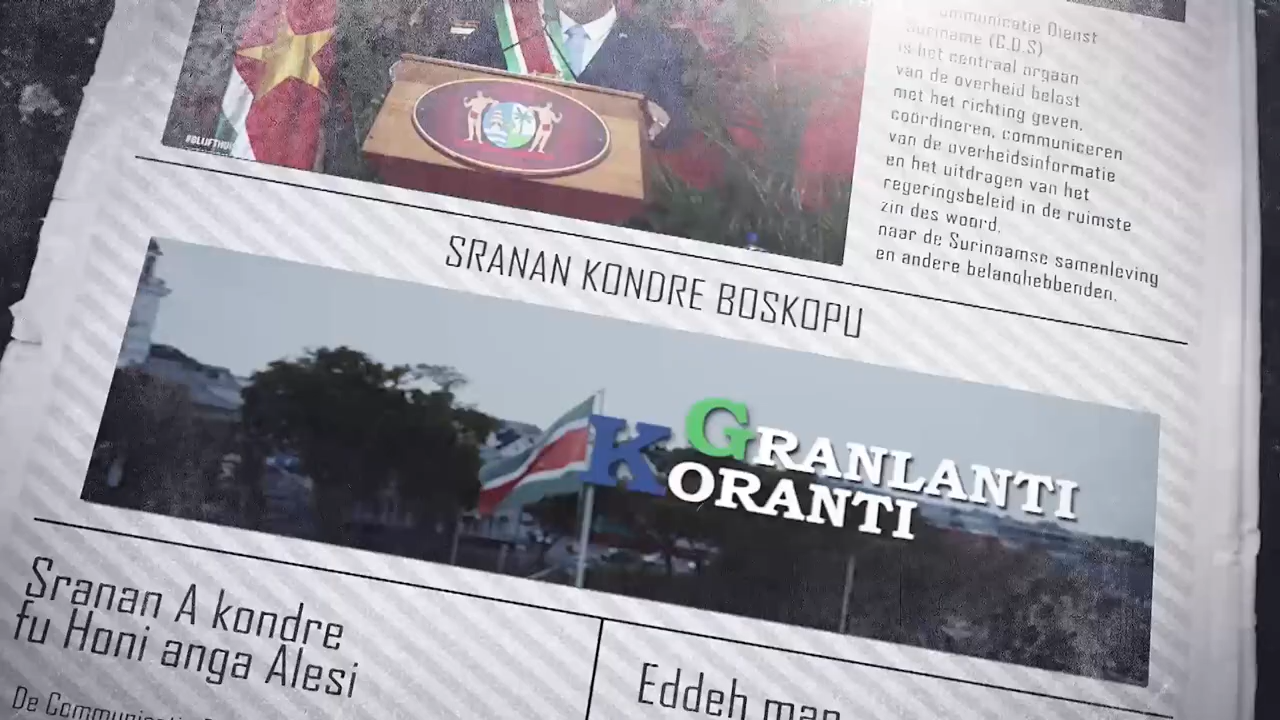 Communicatie Dienst
Suriname (C.D.S)
is het centraal orgaan
van de overheid belast
met het richting geven,
coördineren, communiceren
van de overheidsinformatie
en het uitdragen van het
regeringsbeleid in de ruimste
zin des woord,
naar de Surinaamse samenleving
en andere belanghebbenden.
SRANAN KONDRE BOSKOPU
GRANLANTI
KORANTI
Sranan A kondre
fu Honi anga Alesi
De
Eddeh man